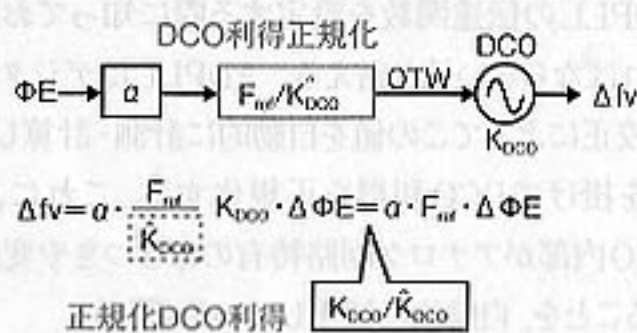 DCO利得正規化
DCO
ΦE α F_ref/K̂_DCO OTW Δfv
K_DCO
Δfv=α・F_ref/K̂_DCO K_DCO・ΔΦE=α・F_ref・ΔΦE
正規化DCO利得 K_DCO/K̂_DCO